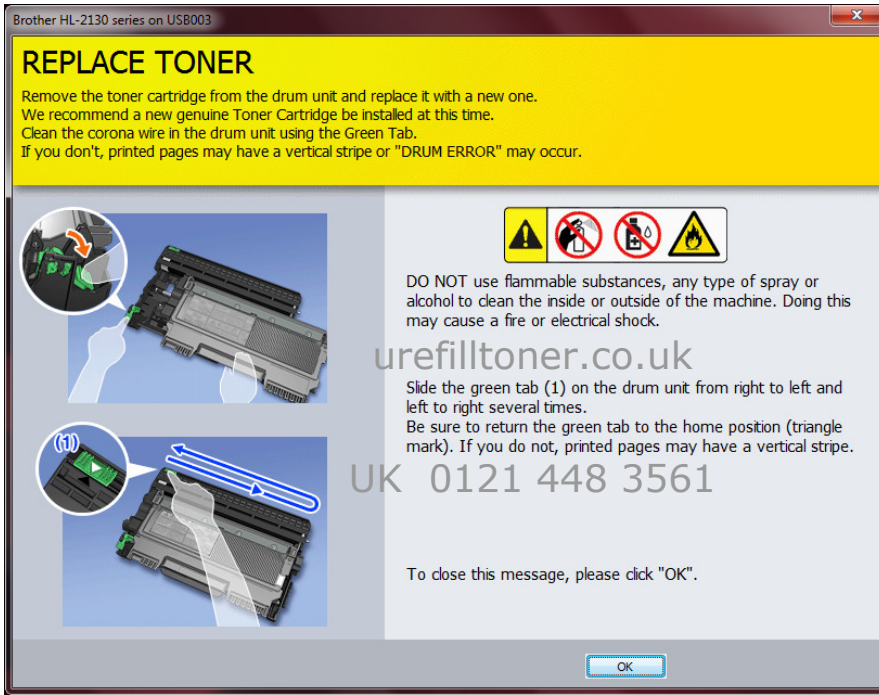 Brother HL-2130 series on USB003
REPLACE TONER
Remove the toner cartridge from the drum unit and replace it with a new one.
We recommend a new genuine Toner Cartridge be installed at this time.
Clean the corona wire in the drum unit using the Green Tab.
If you don't, printed pages may have a vertical stripe or "DRUM ERROR" may occur.
DO NOT use flammable substances, any type of spray or
alcohol to clean the inside or outside of the machine. Doing this
may cause a fire or electrical shock.
urefilltoner.co.uk
Slide the green tab (1) on the drum unit from right to left and
left to right several times.
Be sure to return the green tab to the home position (triangle
mark). If you do not, printed pages may have a vertical stripe.
(1)
UK 0121 448 3561
To close this message, please click "OK".
OK